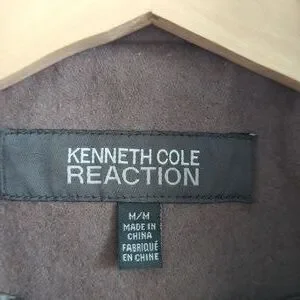 KENNETH COLE
REACTION
M/M
MADE IN
CHINA
FABRIQUÉ
EN CHINE